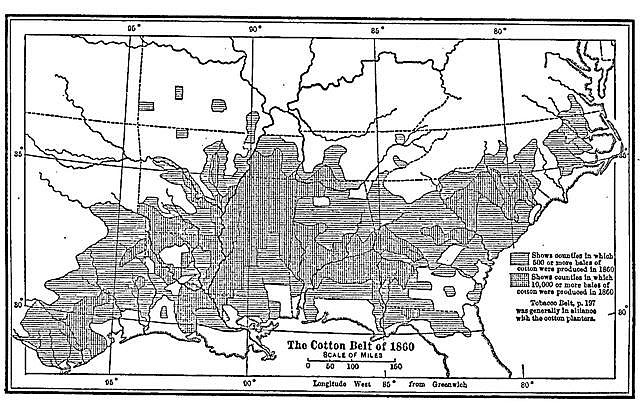 95°
90°
85°
80°
35°
35°
Shows counties in which
500 or more bales of
cotton were produced in 1860
Shows counties in which
10,000 or more bales of
cotton were produced in 1860
Tobacco Belt, p. 197
was generally in alliance
with the cotton planters.
30°
30°
The Cotton Belt of 1860
SCALE OF MILES
0 50 100 150
95°
90°
Longitude West 85° from Greenwich
80°